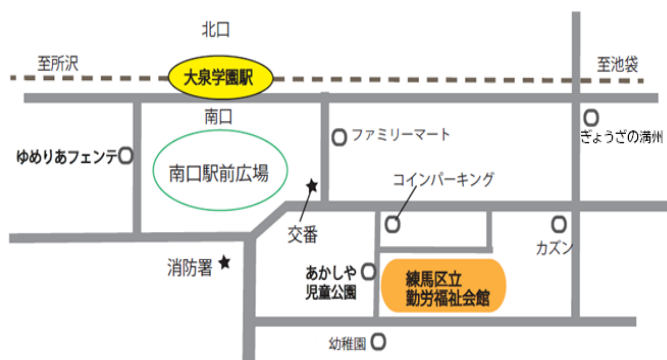 北口
至所沢
大泉学園駅
至池袋
南口
ファミリーマート
ぎょうざの満州
ゆめりあフェンテ
南口駅前広場
コインパーキング
交番
カズン
消防署
あかしや
児童公園
練馬区立
勤労福祉会館
幼稚園